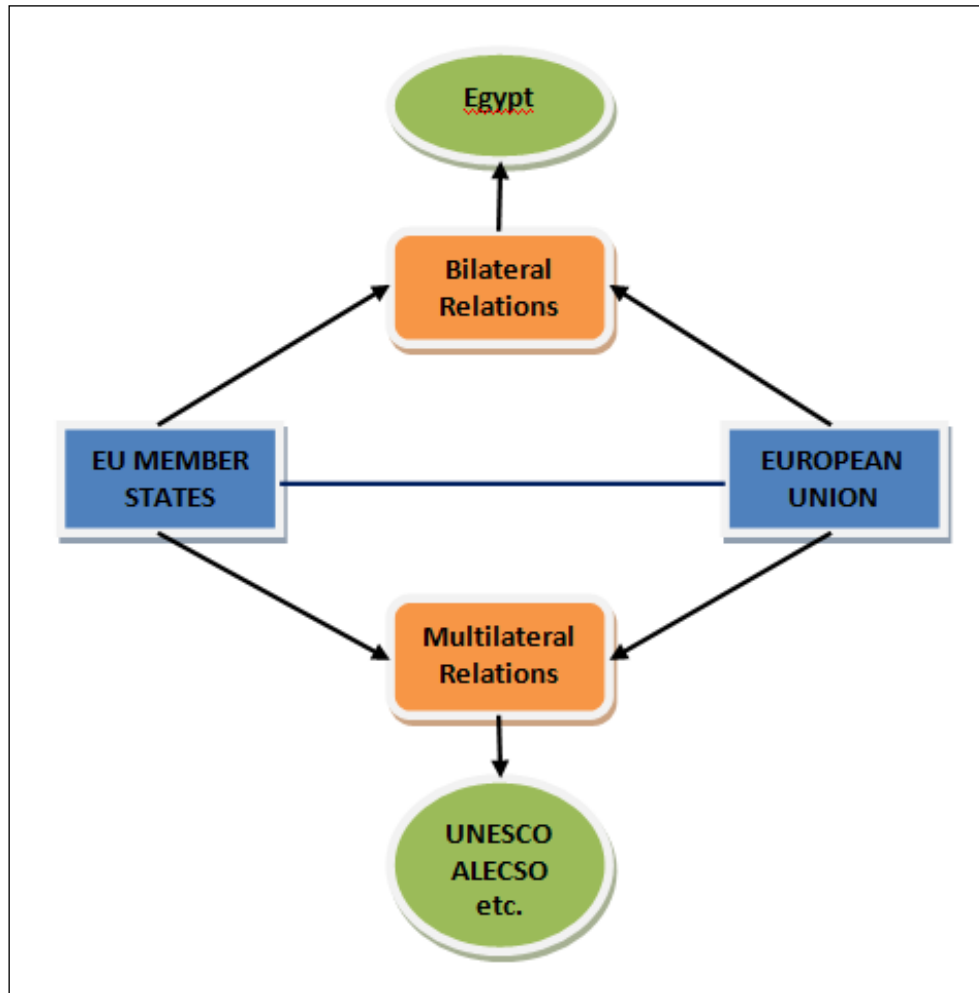 Egypt
Bilateral
Relations
EU MEMBER
STATES
EUROPEAN
UNION
Multilateral
Relations
UNESCO
ALECSO
etc.